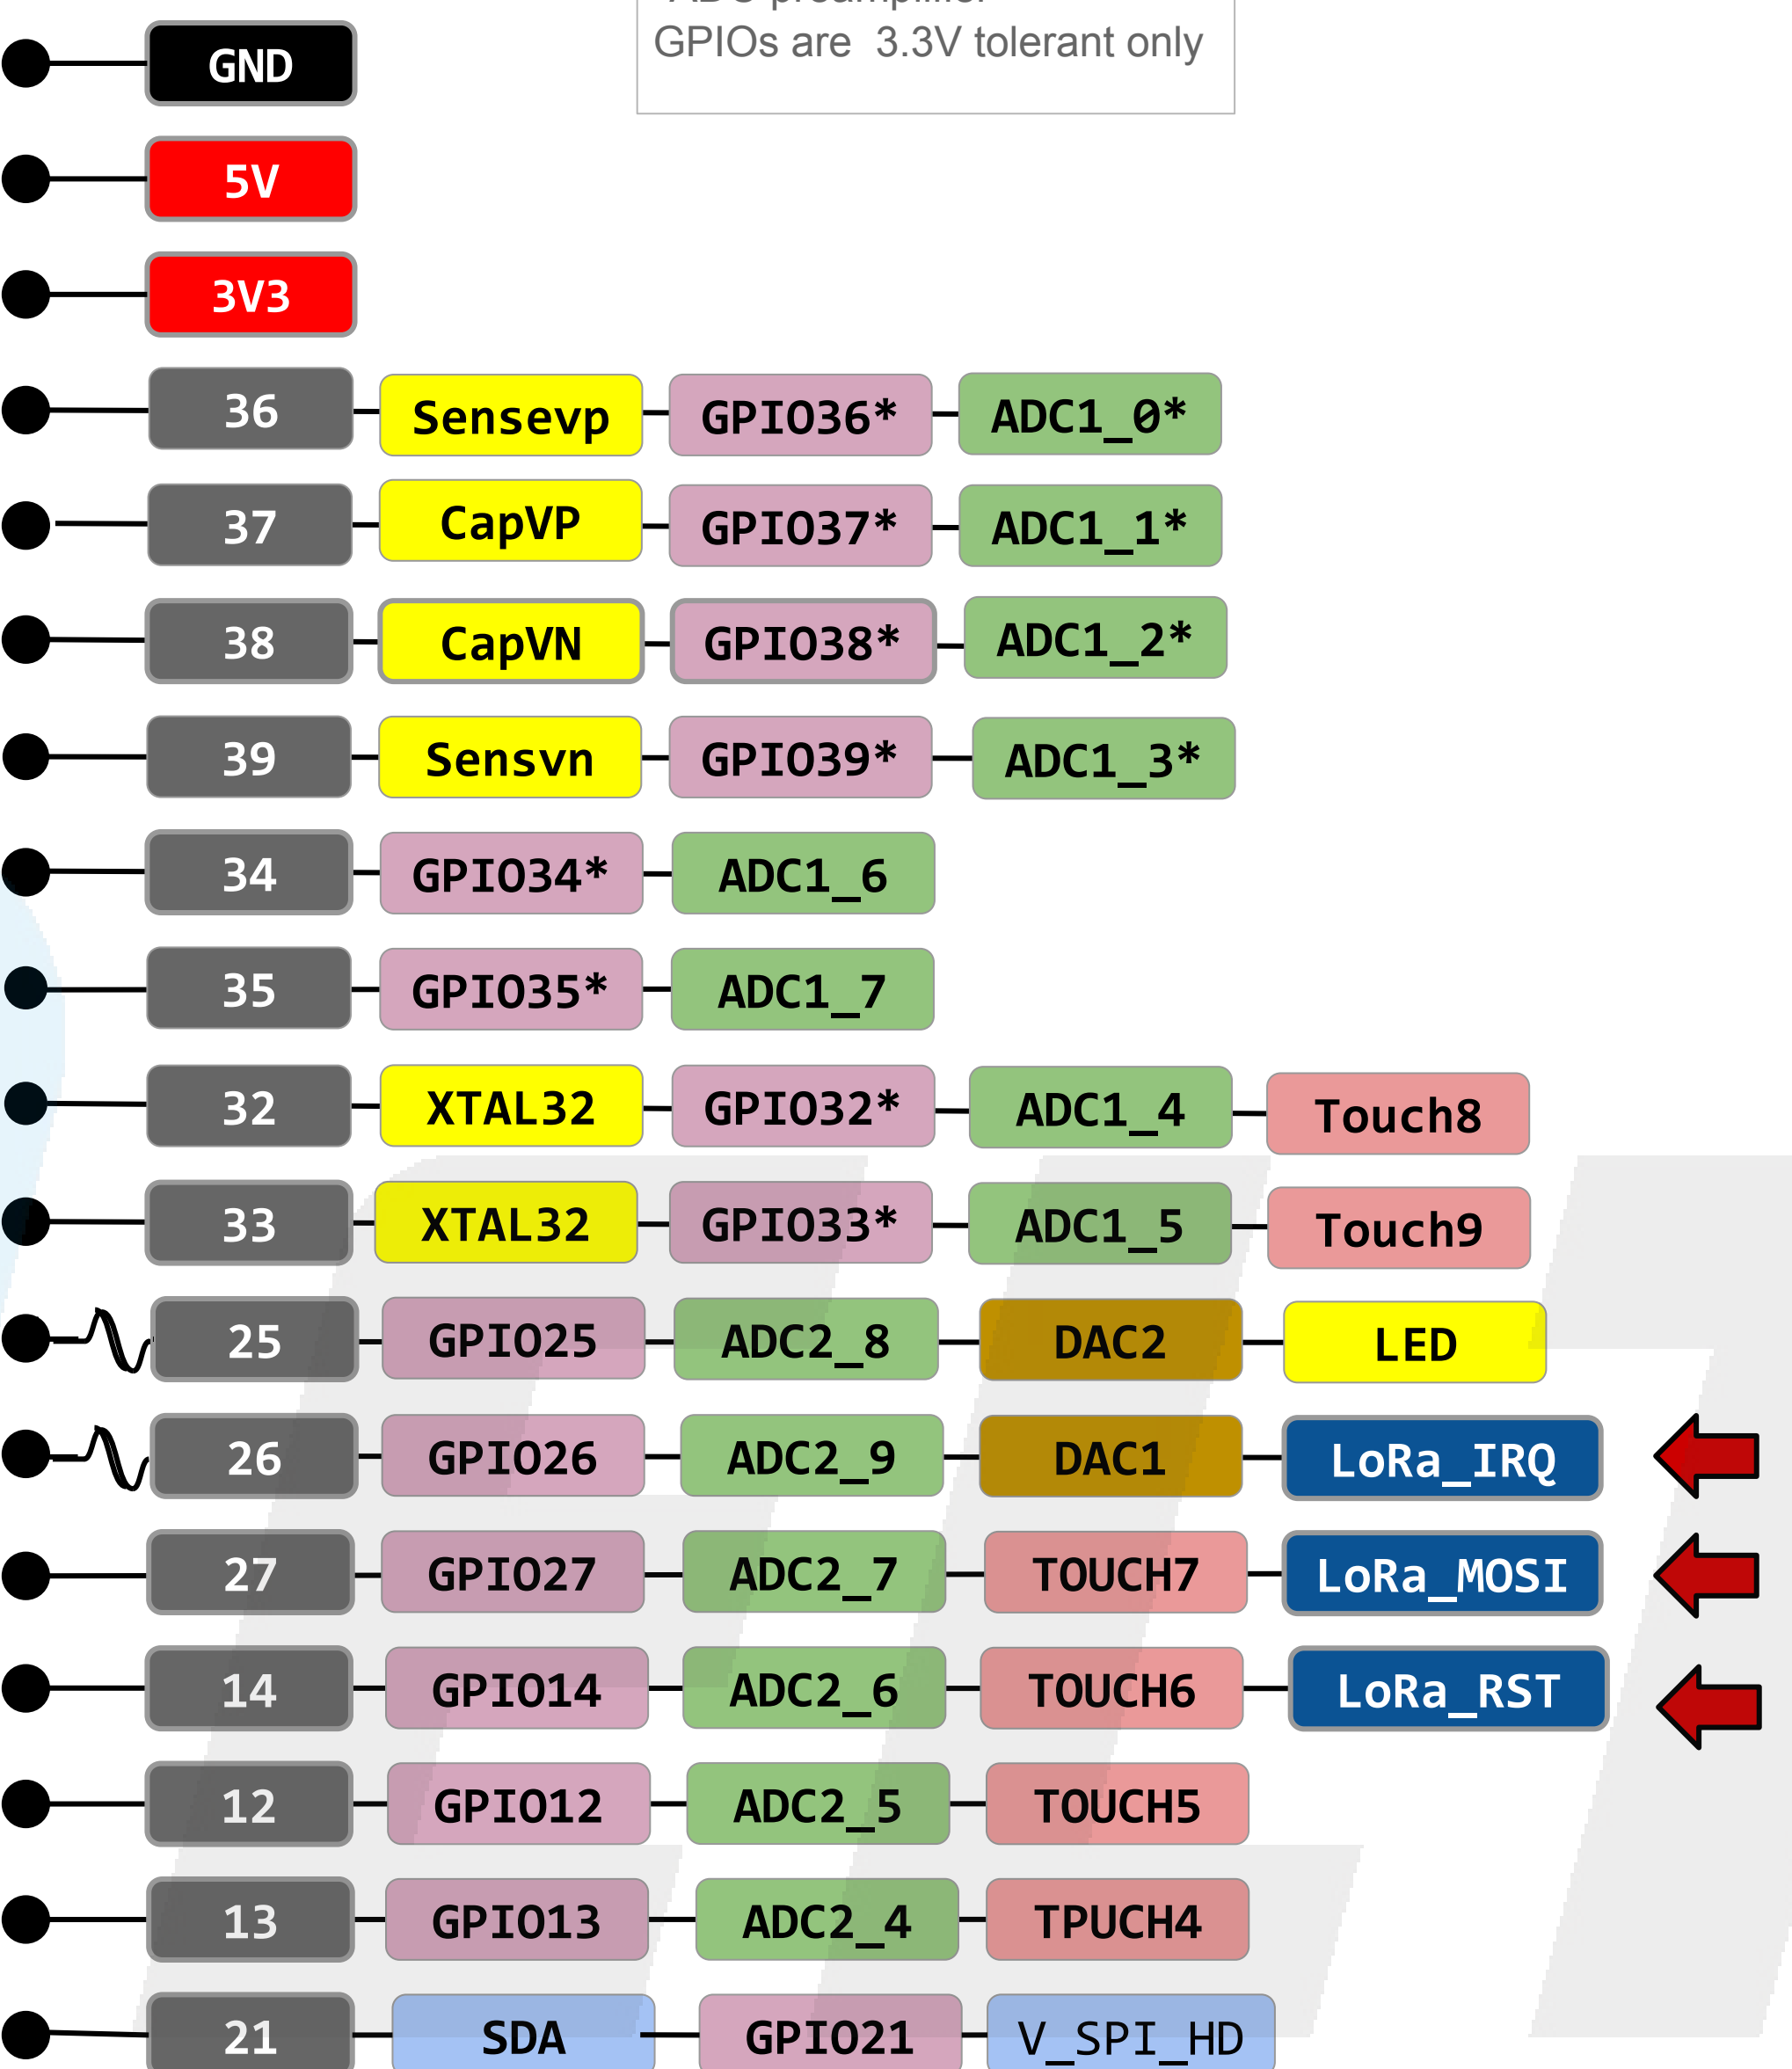 ADC preamplifier
GPIOs are 3.3V tolerant only
GND
5V
3V3
36 Sensevp GPIO36* ADC1_0*
37 CapVP GPIO37* ADC1_1*
38 CapVN GPIO38* ADC1_2*
39 Sensvn GPIO39* ADC1_3*
34 GPIO34* ADC1_6
35 GPIO35* ADC1_7
32 XTAL32 GPIO32* ADC1_4 Touch8
33 XTAL32 GPIO33* ADC1_5 Touch9
25 GPIO25 ADC2_8 DAC2 LED
26 GPIO26 ADC2_9 DAC1 LoRa_IRQ
27 GPIO27 ADC2_7 TOUCH7 LoRa_MOSI
14 GPIO14 ADC2_6 TOUCH6 LoRa_RST
12 GPIO12 ADC2_5 TOUCH5
13 GPIO13 ADC2_4 TPUCH4
21 SDA GPIO21 V_SPI_HD